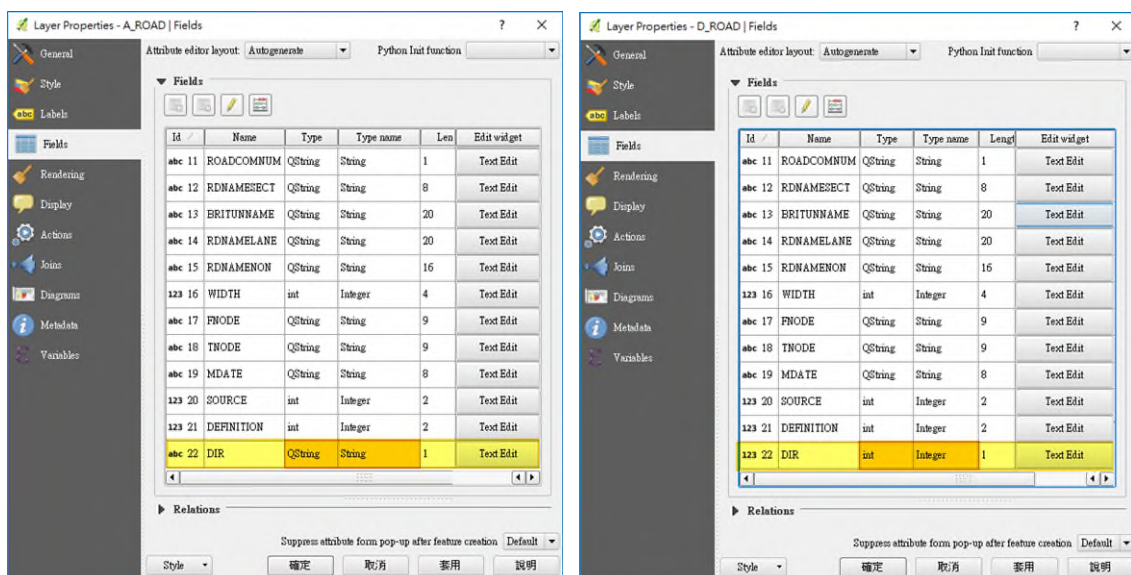 Layer Properties - A_ROAD | Fields ? ×
General
Style
abc Labels
Fields
Rendering
Display
Actions
Joins
Diagrams
Metadata
Variables
Attribute editor layout: Autogenerate Python Init function
Fields
Id Name Type Type name Len Edit widget
abc 11 ROADCOMNUM QString String 1 Text Edit
abc 12 RDNAMESECT QString String 8 Text Edit
abc 13 BRITUNNAME QString String 20 Text Edit
abc 14 RDNAMELANE QString String 20 Text Edit
abc 15 RDNAMENON QString String 16 Text Edit
123 16 WIDTH int Integer 4 Text Edit
abc 17 FNODE QString String 9 Text Edit
abc 18 TNODE QString String 9 Text Edit
abc 19 MDATE QString String 8 Text Edit
123 20 SOURCE int Integer 2 Text Edit
123 21 DEFINITION int Integer 2 Text Edit
abc 22 DIR QString String 1 Text Edit
Relations
Suppress attribute form pop-up after feature creation Default
Style 確定 取消 套用 說明
Layer Properties - D_ROAD | Fields ? ×
General
Style
abc Labels
Fields
Rendering
Display
Actions
Joins
Diagrams
Metadata
Variables
Attribute editor layout: Autogenerate Python Init function
Fields
Id Name Type Type name Lengt Edit widget
abc 11 ROADCOMNUM QString String 1 Text Edit
abc 12 RDNAMESECT QString String 8 Text Edit
abc 13 BRITUNNAME QString String 20 Text Edit
abc 14 RDNAMELANE QString String 20 Text Edit
abc 15 RDNAMENON QString String 16 Text Edit
123 16 WIDTH int Integer 4 Text Edit
abc 17 FNODE QString String 9 Text Edit
abc 18 TNODE QString String 9 Text Edit
abc 19 MDATE QString String 8 Text Edit
123 20 SOURCE int Integer 2 Text Edit
123 21 DEFINITION int Integer 2 Text Edit
123 22 DIR int Integer 1 Text Edit
Relations
Suppress attribute form pop-up after feature creation Default
Style 確定 取消 套用 說明